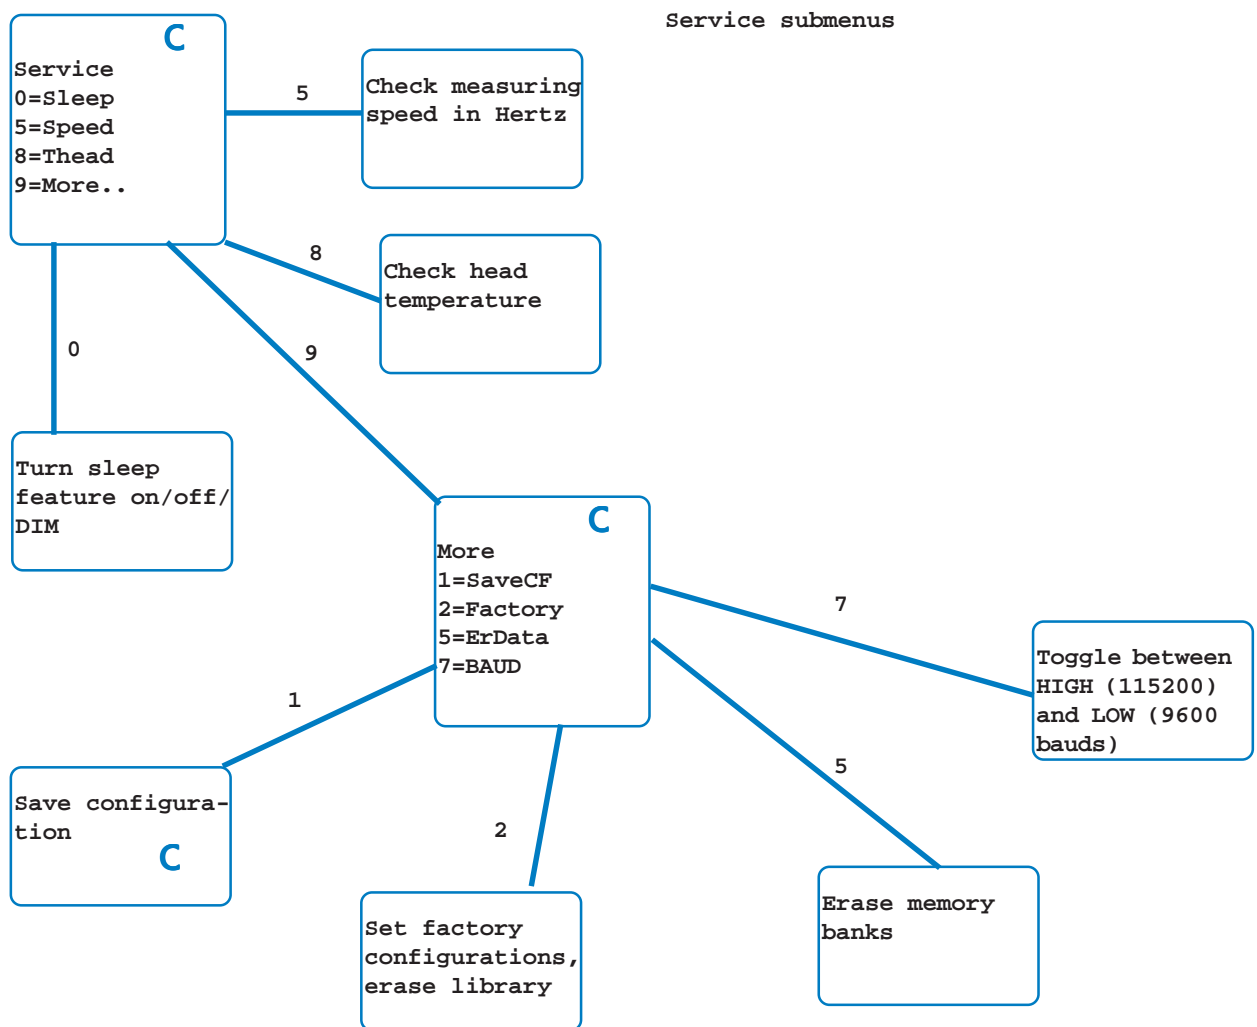 Service submenus
C
Service
0=Sleep
5=Speed
8=Thead
9=More..
5
Check measuring
speed in Hertz
8
Check head
temperature
0
9
Turn sleep
feature on/off/
DIM
C
More
1=SaveCF
2=Factory
5=ErData
7=BAUD
7
Toggle between
HIGH (115200)
and LOW (9600
bauds)
1
Save configura-
tion
C
2
Set factory
configurations,
erase library
5
Erase memory
banks